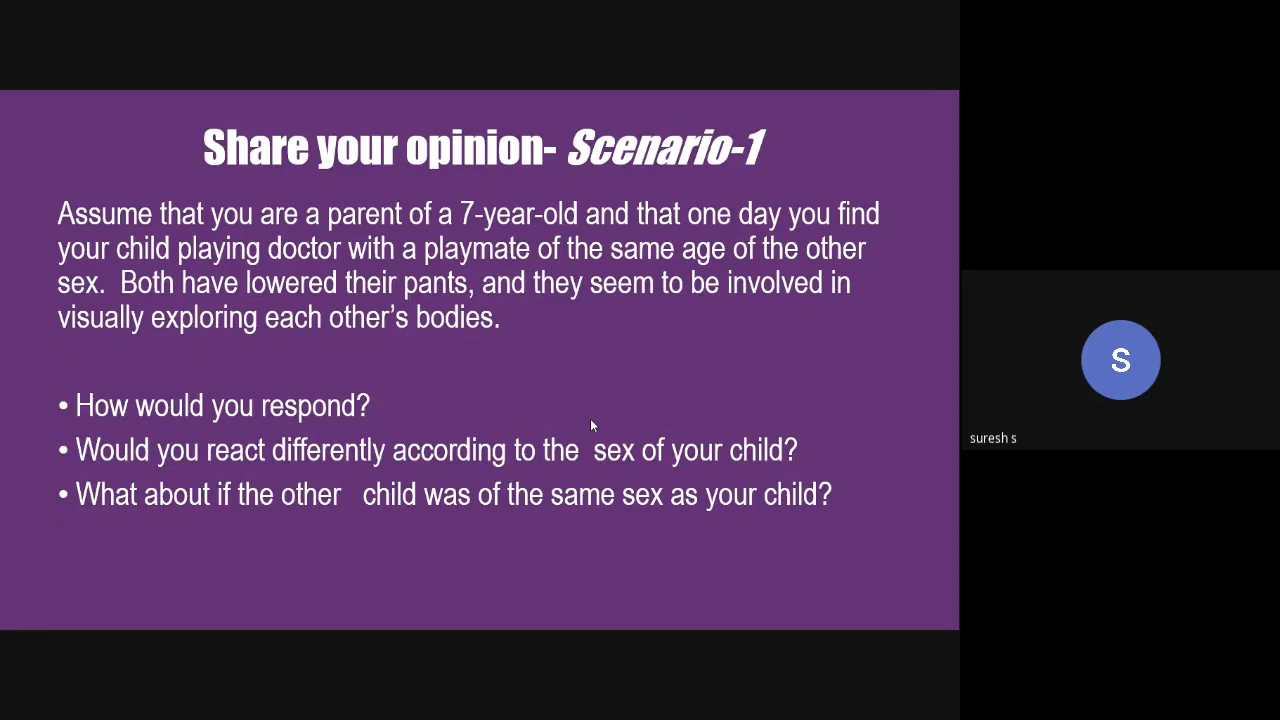 Share your opinion- Scenario-1
Assume that you are a parent of a 7-year-old and that one day you find
your child playing doctor with a playmate of the same age of the other
sex.  Both have lowered their pants, and they seem to be involved in
visually exploring each other’s bodies.
• How would you respond?
• Would you react differently according to the  sex of your child?
• What about if the other   child was of the same sex as your child?
S
suresh s